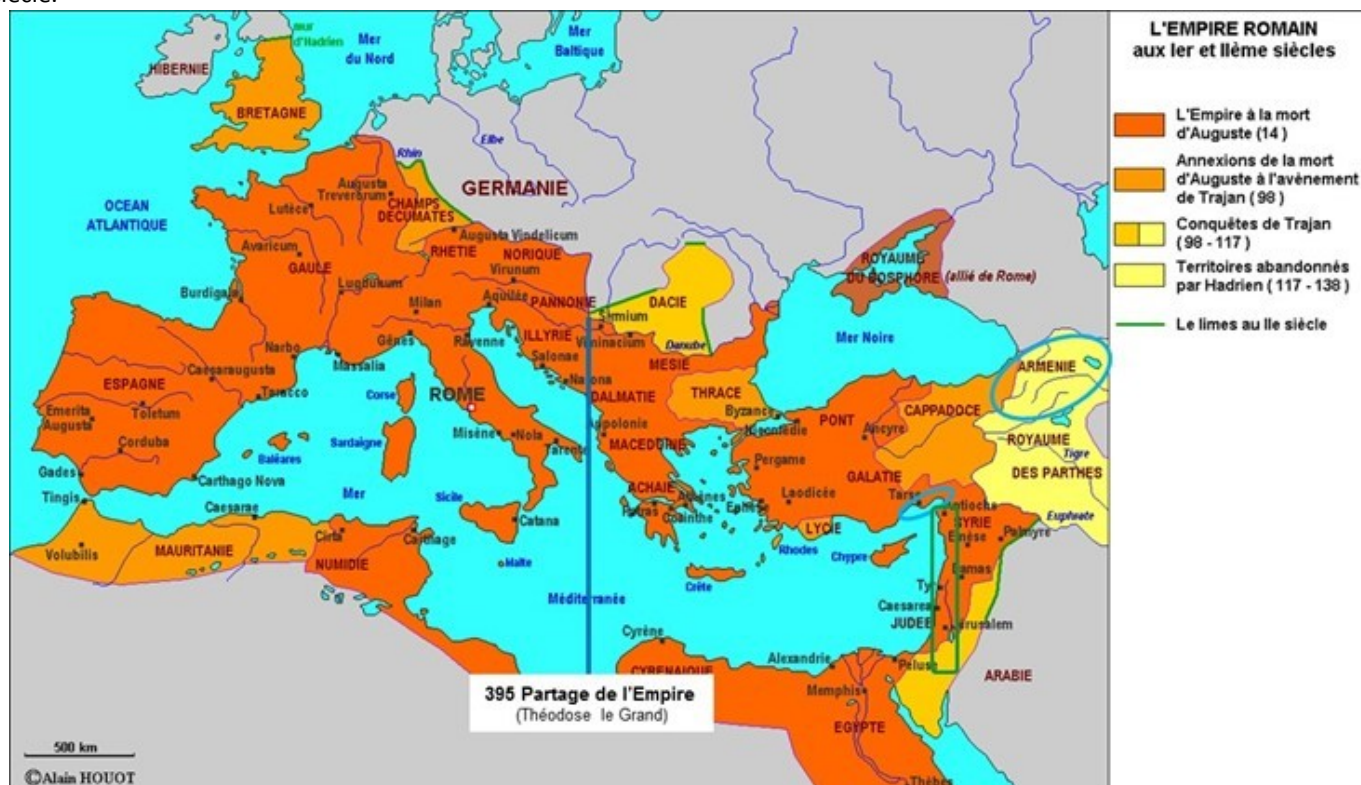 siècle.
mur
d'Hadrien
Mer
du Nord
Mer
Baltique
HIBERNIE
BRETAGNE
Elbe
Rhin
GERMANIE
OCEAN
ATLANTIQUE
Augusta
Treverorum
Lutèce
CHAMPS
DECUMATES
Augusta Vindelicum
Avaricum
RHETIE
NORIQUE
GAULE
Virunum
Lugdunum
Burdigala
Milan
Aquilée
PANNONIE
Sirmium
DACIE
ROYAUME
DU BOSPHORE (allié de Rome)
Gênes
Ravenne
ILLYRIE
Viminacium
Danube
Mer Noire
Narbo
Massalia
Salonae
MESIE
ARMENIE
ESPAGNE
Caesaraugusta
Tarraco
Corse
ROME
Narona
DALMATIE
THRACE
Byzance
Nicomédie
PONT
CAPPADOCE
Emerita
Augusta
Toletum
Sardaigne
Misène
Nola
Tarente
Appolonie
MACEDOINE
Ancyre
ROYAUME
DES PARTHES
Tigre
Corduba
Baléares
Pergame
GALATIE
Gades
Carthago Nova
Mer
Sicile
ACHAIE
Athènes
Patras
Corinthe
Ephèse
Laodicée
Tarse
Antioche
Tingis
Caesarae
Catana
LYCIE
SYRIE
Euphrate
Volubilis
MAURITANIE
Cirta
Carthage
Rhodes
Chypre
Emèse
Palmyre
NUMIDIE
Malte
Crète
Damas
Tyr
Méditerranée
Caesarea
JUDEE
Jérusalem
Cyrène
Alexandrie
Péluse
ARABIE
CYRENAIQUE
Memphis
EGYPTE
Thèbes
395 Partage de l'Empire
(Théodose le Grand)
500 km
©Alain HOUOT
L'EMPIRE ROMAIN
aux Ier et IIème siècles
L'Empire à la mort
d'Auguste (14 )
Annexions de la mort
d'Auguste à l'avènement
de Trajan ( 98 )
Conquêtes de Trajan
( 98 - 117 )
Territoires abandonnés
par Hadrien ( 117 - 138 )
Le limes au IIe siècle